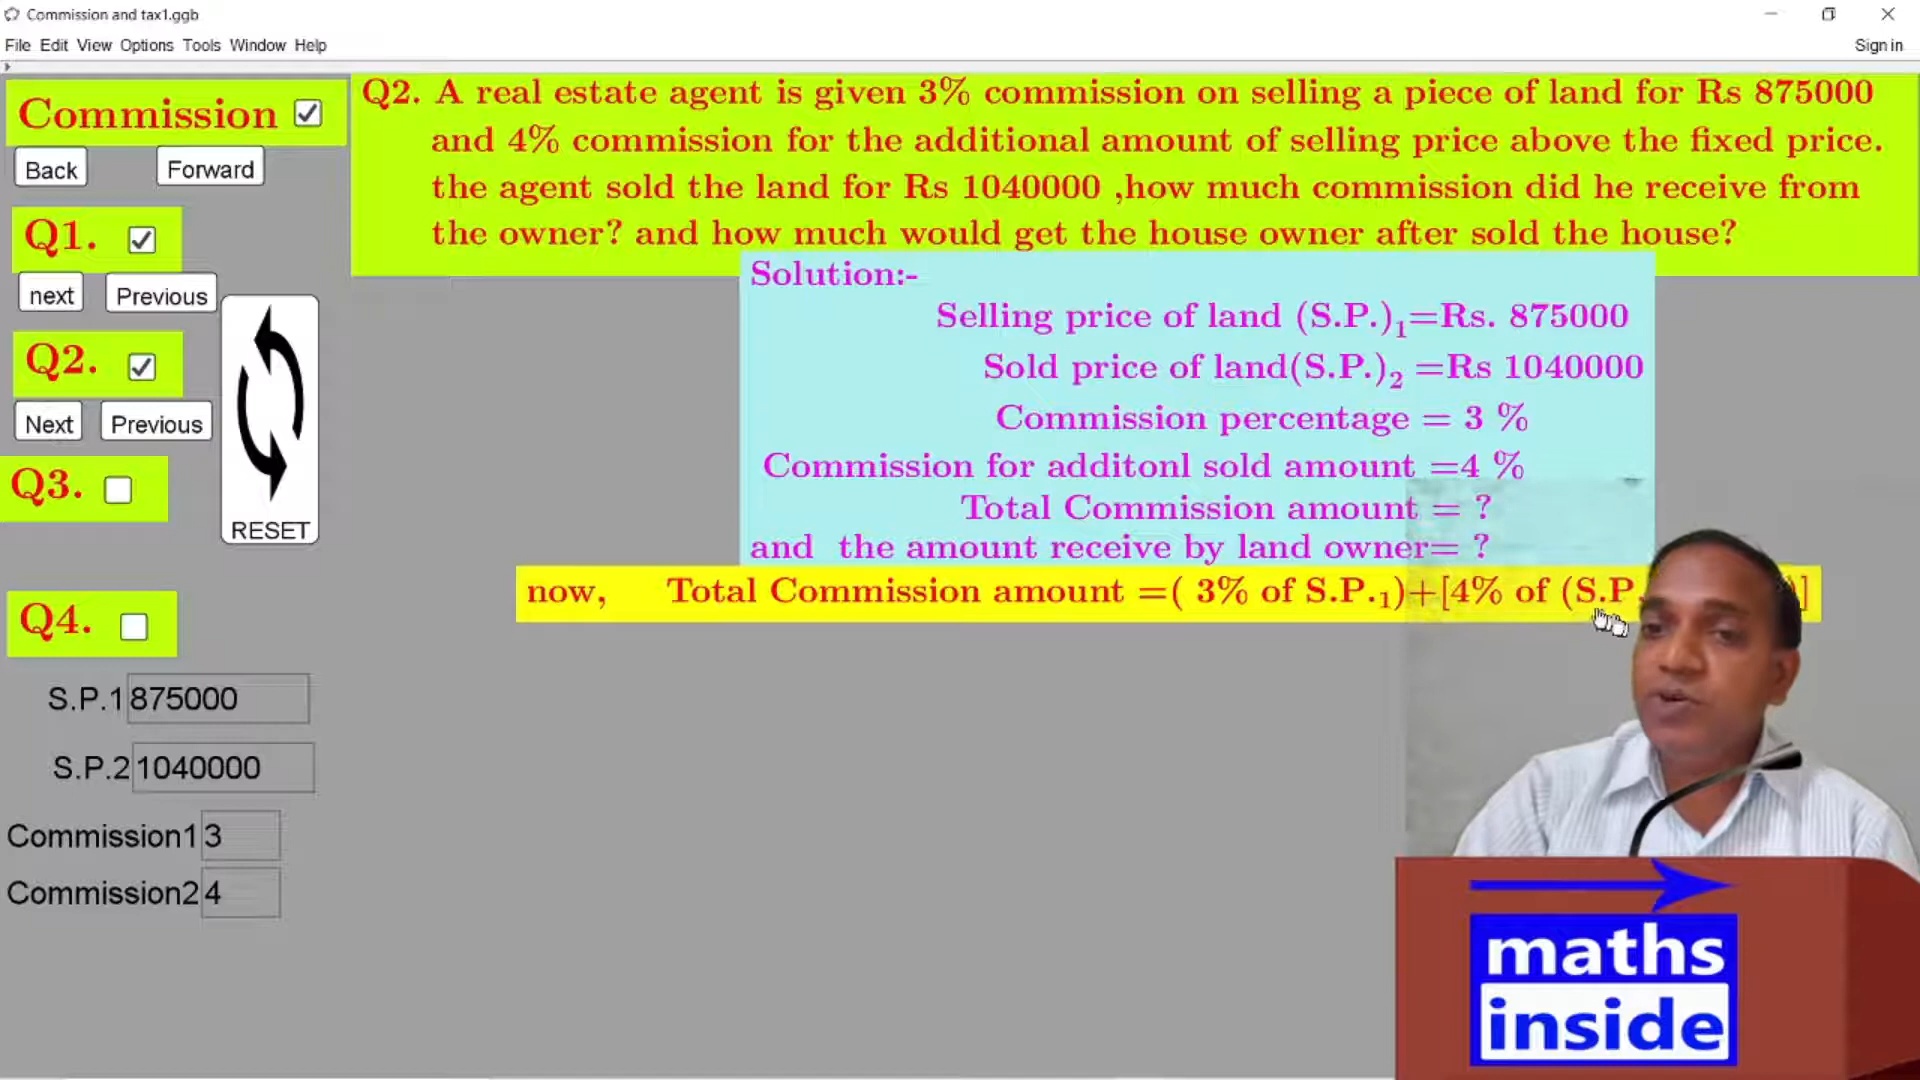 Commission and tax1.ggb
File Edit View Options Tools Window Help
Sign in
Commission
Back Forward
Q1.
next Previous
Q2.
Next Previous
RESET
Q3.
Q4.
S.P.1 875000
S.P.2 1040000
Commission1 3
Commission2 4
Q2. A real estate agent is given 3% commission on selling a piece of land for Rs 875000
and 4% commission for the additional amount of selling price above the fixed price.
the agent sold the land for Rs 1040000 ,how much commission did he receive from
the owner? and how much would get the house owner after sold the house?
Solution:-
Selling price of land (S.P.)₁=Rs. 875000
Sold price of land(S.P.)₂ =Rs 1040000
Commission percentage = 3 %
Commission for additonl sold amount =4 %
Total Commission amount = ?
and the amount receive by land owner= ?
now, Total Commission amount =( 3% of S.P.₁)+[4% of (S.P. )]
maths
inside